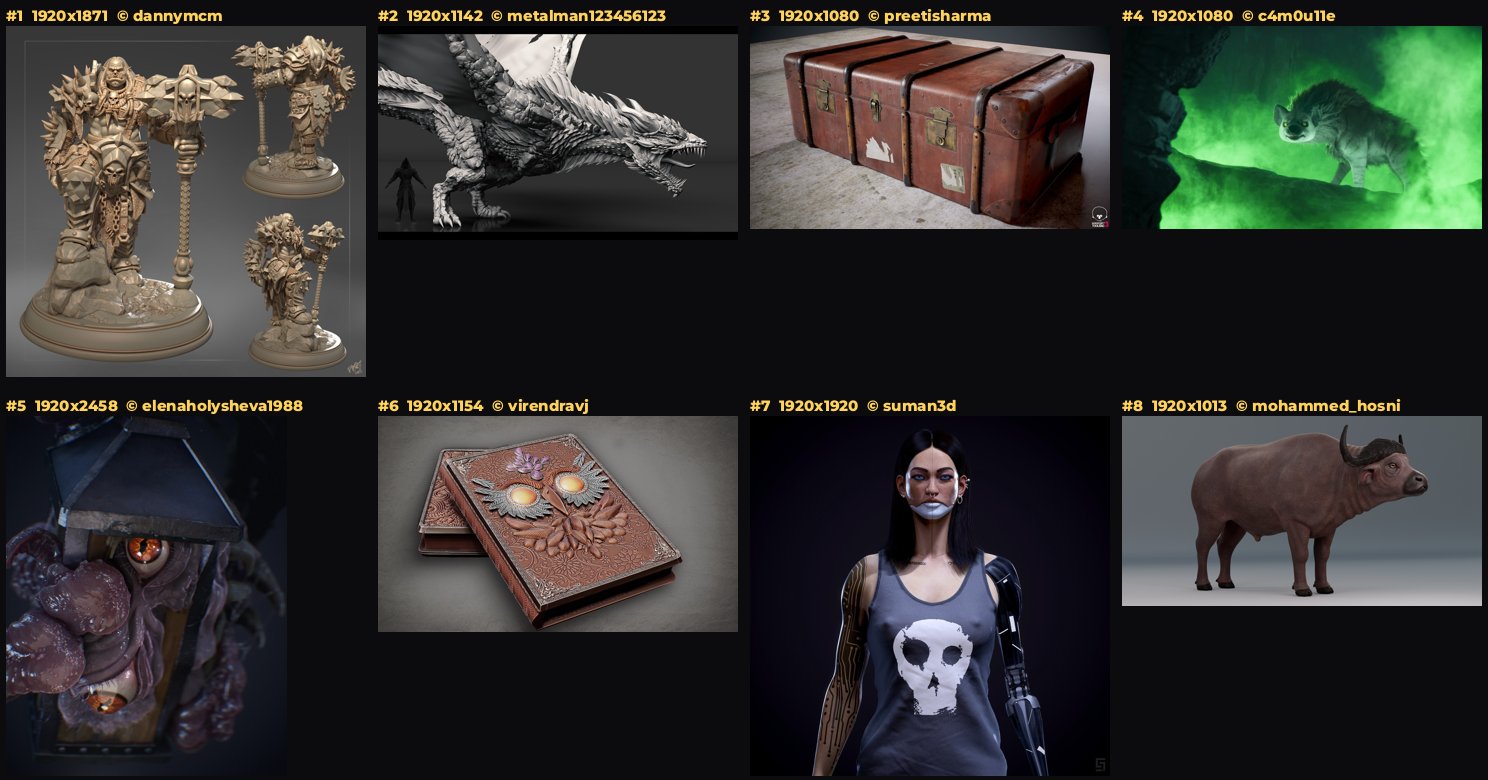 #1 1920x1871 © dannymcm
#2 1920x1142 © metalman123456123
#3 1920x1080 © preetisharma
#4 1920x1080 © c4m0u11e
#5 1920x2458 © elenaholysheva1988
#6 1920x1154 © virendravj
#7 1920x1920 © suman3d
#8 1920x1013 © mohammed_hosni